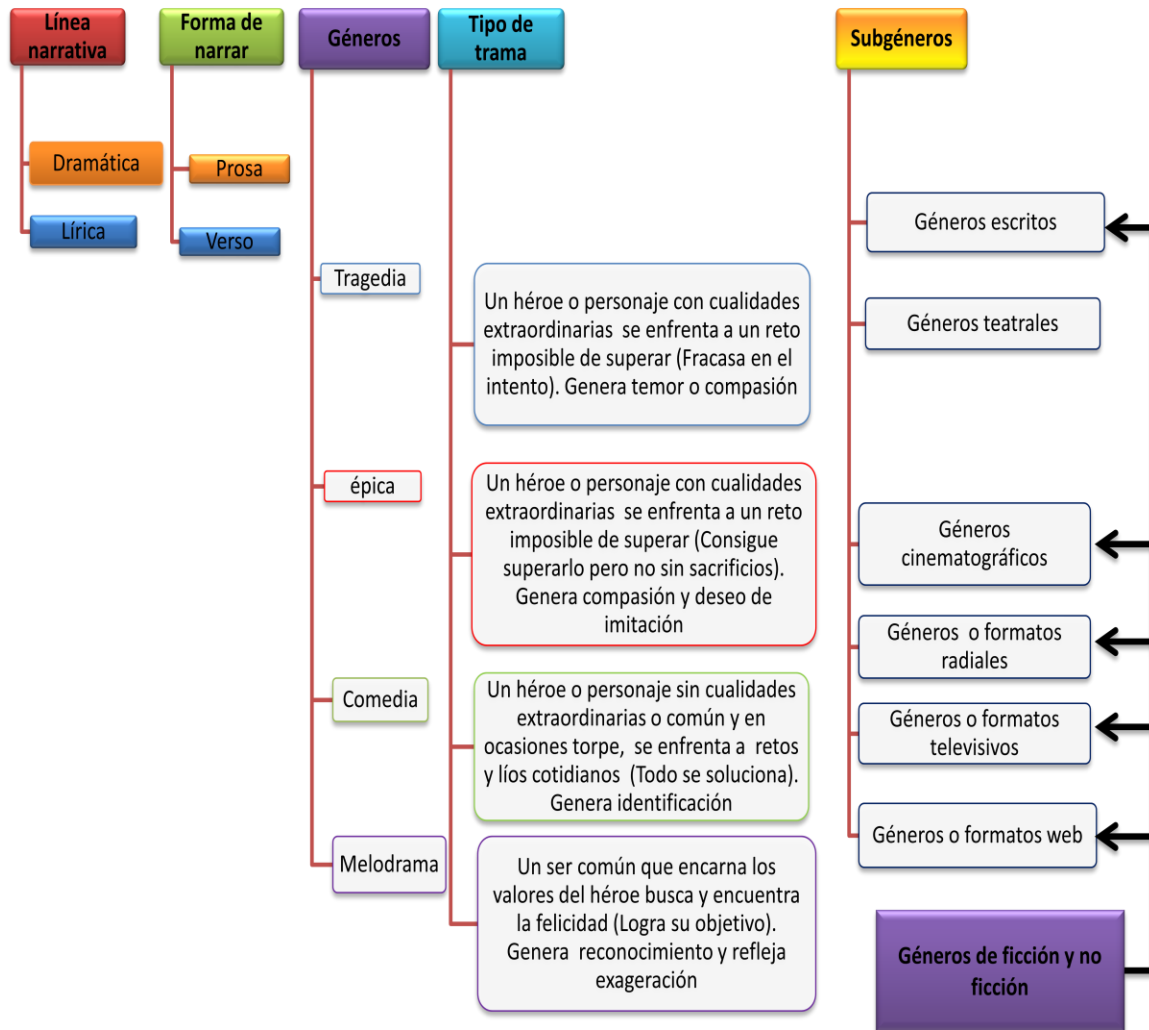 Línea
narrativa
Dramática
Lírica
Forma de
narrar
Prosa
Verso
Géneros
Tragedia
épica
Comedia
Melodrama
Tipo de
trama
Un héroe o personaje con cualidades
extraordinarias se enfrenta a un reto
imposible de superar (Fracasa en el
intento). Genera temor o compasión
Un héroe o personaje con cualidades
extraordinarias se enfrenta a un reto
imposible de superar (Consigue
superarlo pero no sin sacrificios).
Genera compasión y deseo de
imitación
Un héroe o personaje sin cualidades
extraordinarias o común y en
ocasiones torpe, se enfrenta a retos
y líos cotidianos (Todo se soluciona).
Genera identificación
Un ser común que encarna los
valores del héroe busca y encuentra
la felicidad (Logra su objetivo).
Genera reconocimiento y refleja
exageración
Subgéneros
Géneros escritos
Géneros teatrales
Géneros
cinematográficos
Géneros o formatos
radiales
Géneros o formatos
televisivos
Géneros o formatos web
Géneros de ficción y no
ficción